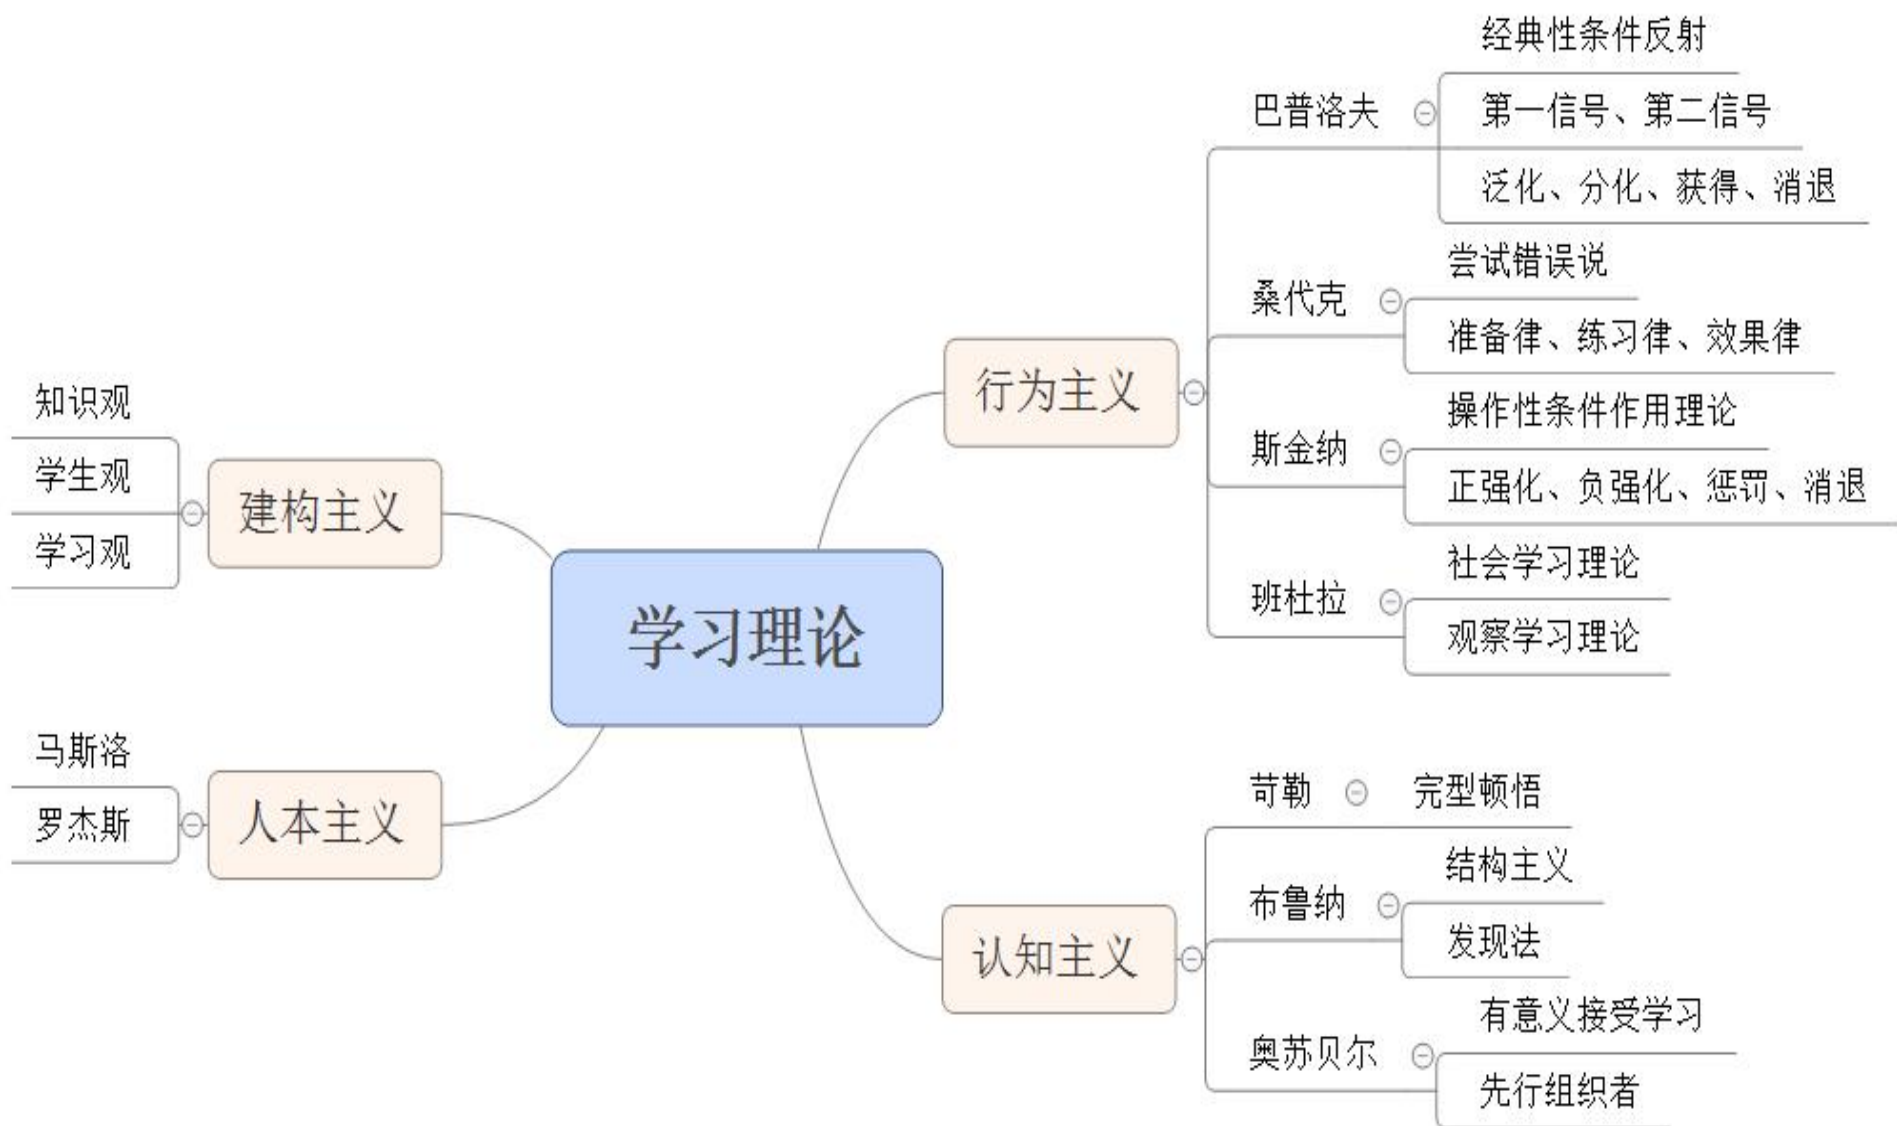 学习理论
行为主义
巴普洛夫
经典性条件反射
第一信号、第二信号
泛化、分化、获得、消退
桑代克
尝试错误说
准备律、练习律、效果律
斯金纳
操作性条件作用理论
正强化、负强化、惩罚、消退
班杜拉
社会学习理论
观察学习理论
认知主义
苛勒
完型顿悟
布鲁纳
结构主义
发现法
奥苏贝尔
有意义接受学习
先行组织者
建构主义
知识观
学生观
学习观
人本主义
马斯洛
罗杰斯